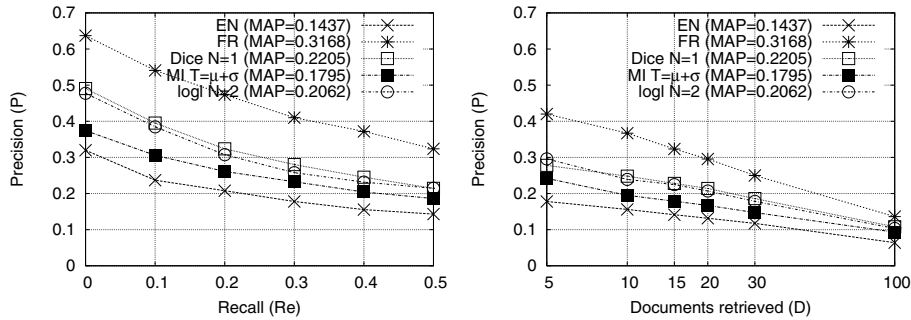 0.7
0.6
0.5
0.4
0.3
0.2
0.1
0
Precision (P)
EN (MAP=0.1437)
FR (MAP=0.3168)
Dice N=1 (MAP=0.2205)
MI T=μ+σ (MAP=0.1795)
logl N=2 (MAP=0.2062)
0 0.1 0.2 0.3 0.4 0.5
Recall (Re)
0.7
0.6
0.5
0.4
0.3
0.2
0.1
0
Precision (P)
EN (MAP=0.1437)
FR (MAP=0.3168)
Dice N=1 (MAP=0.2205)
MI T=μ+σ (MAP=0.1795)
logl N=2 (MAP=0.2062)
5 10 15 20 30 100
Documents retrieved (D)